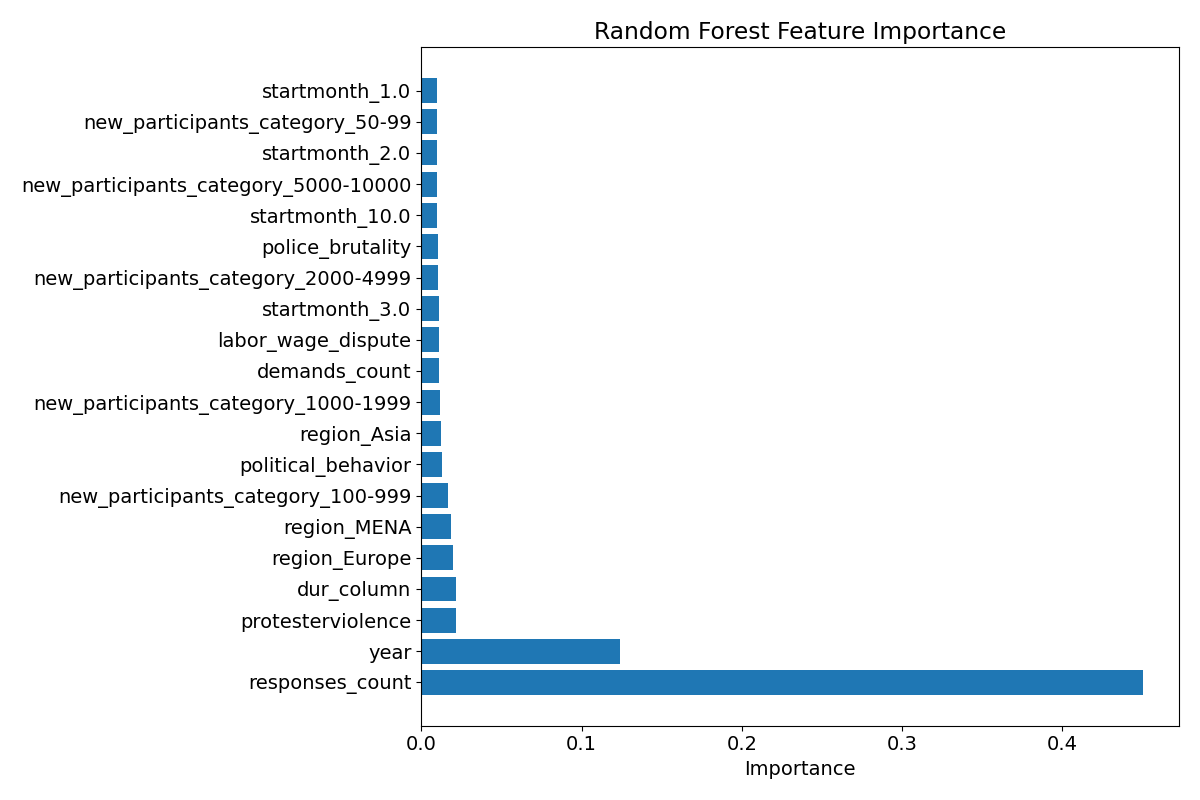 Random Forest Feature Importance
startmonth_1.0
new_participants_category_50-99
startmonth_2.0
new_participants_category_5000-10000
startmonth_10.0
police_brutality
new_participants_category_2000-4999
startmonth_3.0
labor_wage_dispute
demands_count
new_participants_category_1000-1999
region_Asia
political_behavior
new_participants_category_100-999
region_MENA
region_Europe
dur_column
protesterviolence
year
responses_count
0.0 0.1 0.2 0.3 0.4
Importance